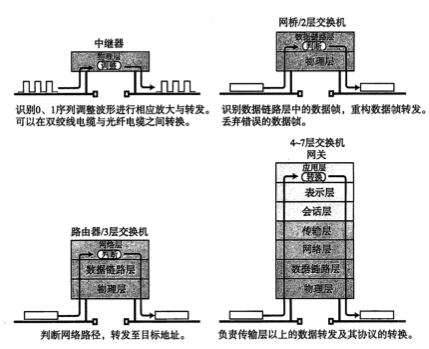 中继器
物理层
调整
识别0、1序列调整波形进行相应放大与转发。
可以在双绞线电缆与光纤电缆之间转换。
网桥/2层交换机
数据链路层
判断
物理层
识别数据链路层中的数据帧，重构数据帧转发。
丢弃错误的数据帧。
路由器/3层交换机
网络层
判断
数据链路层
物理层
判断网络路径，转发至目标地址。
4~7层交换机
网关
应用层
转换
表示层
会话层
传输层
网络层
数据链路层
物理层
负责传输层以上的数据转发及其协议的转换。